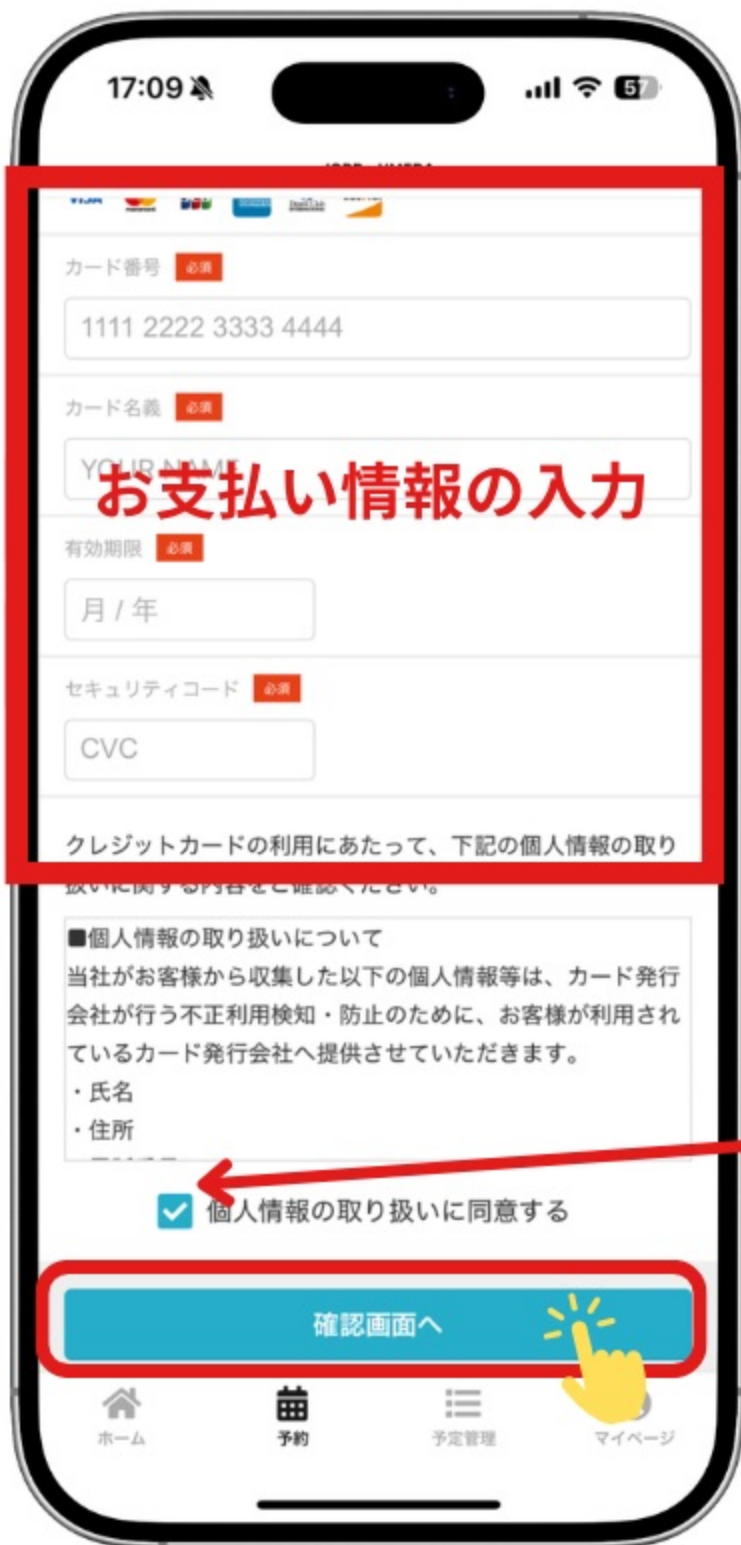 17:09
57
VISA
カード番号 必須
1111 2222 3333 4444
カード名義 必須
YOUR NAME
お支払い情報の入力
有効期限 必須
月 / 年
セキュリティコード 必須
CVC
クレジットカードの利用にあたって、下記の個人情報の取り
扱いに関する内容をご確認ください。
■個人情報の取り扱いについて
当社がお客様から収集した以下の個人情報等は、カード発行
会社が行う不正利用検知・防止のために、お客様が利用され
ているカード発行会社へ提供させていただきます。
・氏名
・住所
個人情報の取り扱いに同意する
確認画面へ
ホーム 予約 予定管理 マイページ